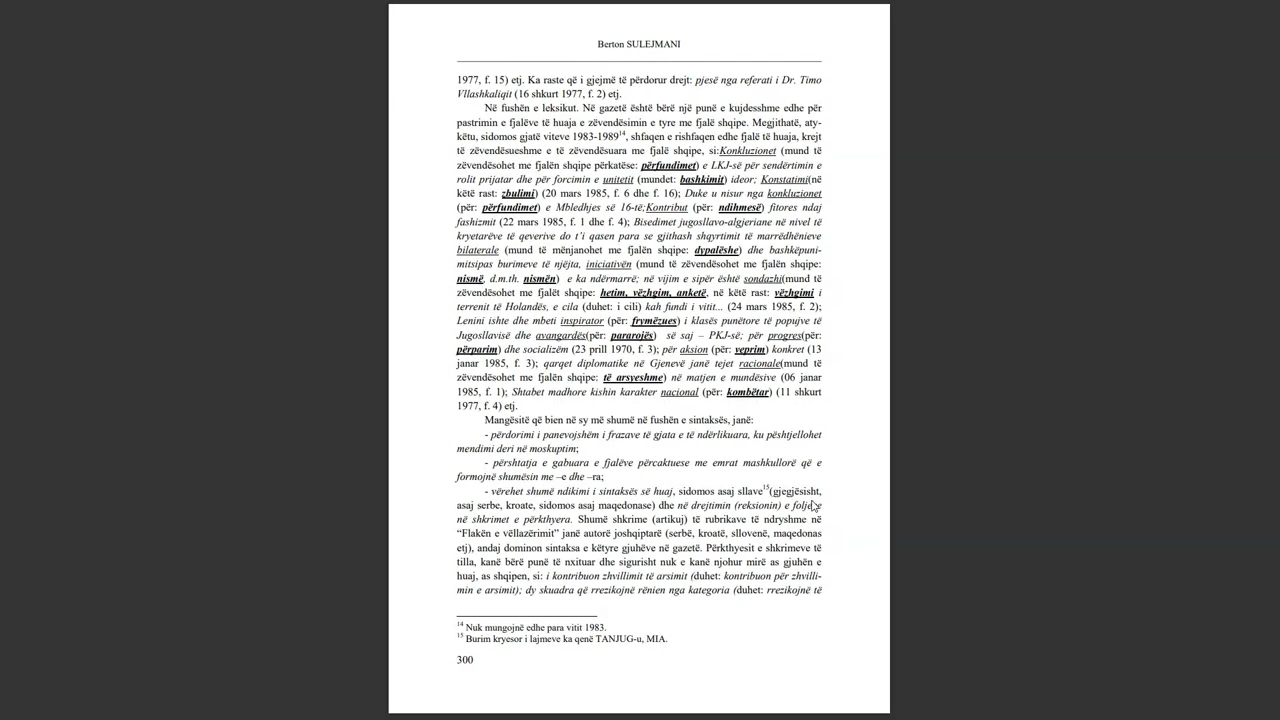 Berton SULEJMANI
1977, f. 15) etj. Ka raste që i gjejmë të përdorur drejt: pjesë nga referati i Dr. Timo
Vllashkaliqit (16 shkurt 1977, f. 2) etj.
Në fushën e leksikut. Në gazetë është bërë një punë e kujdesshme edhe për
pastrimin e fjalëve të huaja e zëvendësimin e tyre me fjalë shqipe. Megjithatë, aty-
këtu, sidomos gjatë viteve 1983-1989¹⁴, shfaqen e rishfaqen edhe fjalë të huaja, krejt
të zëvendësueshme e të zëvendësuara me fjalë shqipe, si:Konkluzionet (mund të
zëvendësohet me fjalën shqipe përkatëse: përfundimet) e LKJ-së për sendërtimin e
rolit prijatar dhe për forcimin e unitetit (mundet: bashkimit) ideor; Konstatimi(në
këtë rast: zbulimi) (20 mars 1985, f. 6 dhe f. 16); Duke u nisur nga konkluzionet
(për: përfundimet) e Mbledhjes së 16-të;Kontribut (për: ndihmesë) fitores ndaj
fashizmit (22 mars 1985, f. 1 dhe f. 4); Bisedimet jugosllavo-algjeriane në nivel të
kryetarëve të qeverive do t’i qasen para se gjithash shqyrtimit të marrëdhënieve
bilaterale (mund të mënjanohet me fjalën shqipe: dypalëshe) dhe bashkëpuni-
mitsipas burimeve të njëjta, iniciativën (mund të zëvendësohet me fjalën shqipe:
nismë, d.m.th. nismën) e ka ndërmarrë; në vijim e sipër është sondazhi(mund të
zëvendësohet me fjalët shqipe: hetim, vëzhgim, anketë, në këtë rast: vëzhgimi i
terrenit të Holandës, e cila (duhet: i cili) kah fundi i vitit... (24 mars 1985, f. 2);
Lenini ishte dhe mbeti inspirator (për: frymëzues) i klasës punëtore të popujve të
Jugosllavisë dhe avangardës(për: pararojës) së saj – PKJ-së; për progres(për:
përparim) dhe socializëm (23 prill 1970, f. 3); për aksion (për: veprim) konkret (13
janar 1985, f. 3); qarqet diplomatike në Gjenevë janë tejet racionale(mund të
zëvendësohet me fjalën shqipe: të arsyeshme) në matjen e mundësive (06 janar
1985, f. 1); Shtabet madhore kishin karakter nacional (për: kombëtar) (11 shkurt
1977, f. 4) etj.
Mangësitë që bien në sy më shumë në fushën e sintaksës, janë:
- përdorimi i panevojshëm i frazave të gjata e të ndërlikuara, ku pështjellohet
mendimi deri në moskuptim;
- përshtatja e gabuara e fjalëve përcaktuese me emrat mashkullorë që e
formojnë shumësin me –e dhe –ra;
- vërehet shumë ndikimi i sintaksës së huaj, sidomos asaj sllave¹⁵(gjegjësisht,
asaj serbe, kroate, sidomos asaj maqedonase) dhe në drejtimin (reksionin) e foljeve
në shkrimet e përkthyera. Shumë shkrime (artikuj) të rubrikave të ndryshme në
“Flakën e vëllazërimit” janë autorë joshqiptarë (serbë, kroatë, sllovenë, maqedonas
etj), andaj dominon sintaksa e këtyre gjuhëve në gazetë. Përkthyesit e shkrimeve të
tilla, kanë bërë punë të nxituar dhe sigurisht nuk e kanë njohur mirë as gjuhën e
huaj, as shqipen, si: i kontribuon zhvillimit të arsimit (duhet: kontribuon për zhvilli-
min e arsimit); dy skuadra që rrezikojnë rënien nga kategoria (duhet: rrezikojnë të
¹⁴ Nuk mungojnë edhe para vitit 1983.
¹⁵ Burim kryesor i lajmeve ka qenë TANJUG-u, MIA.
300